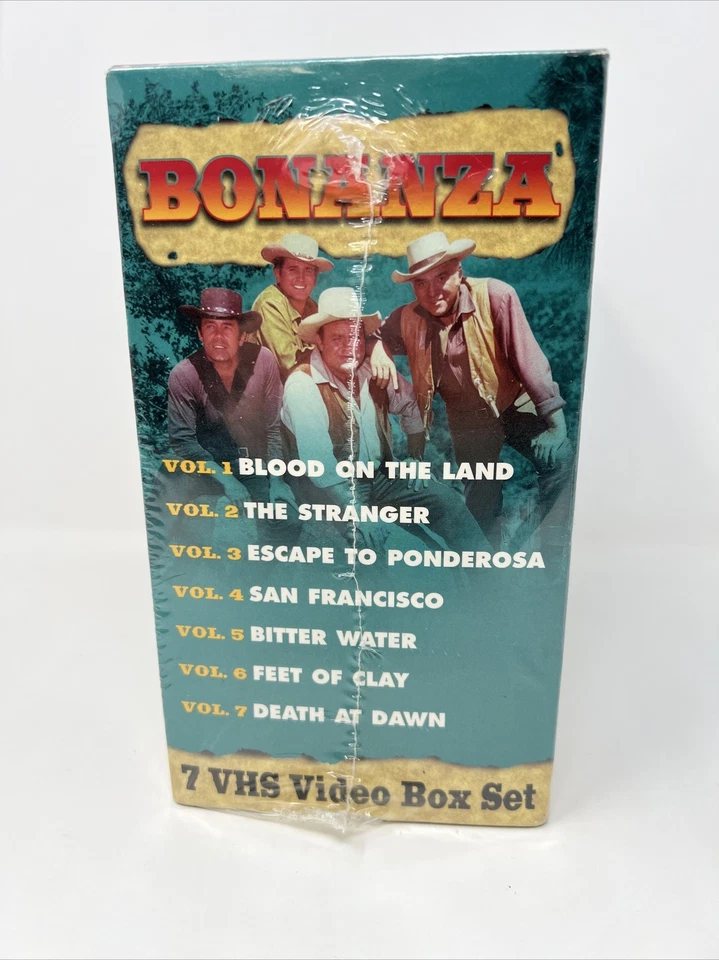 BONANZA
VOL. 1 BLOOD ON THE LAND
VOL. 2 THE STRANGER
VOL. 3 ESCAPE TO PONDEROSA
VOL. 4 SAN FRANCISCO
VOL. 5 BITTER WATER
VOL. 6 FEET OF CLAY
VOL. 7 DEATH AT DAWN
7 VHS Video Box Set